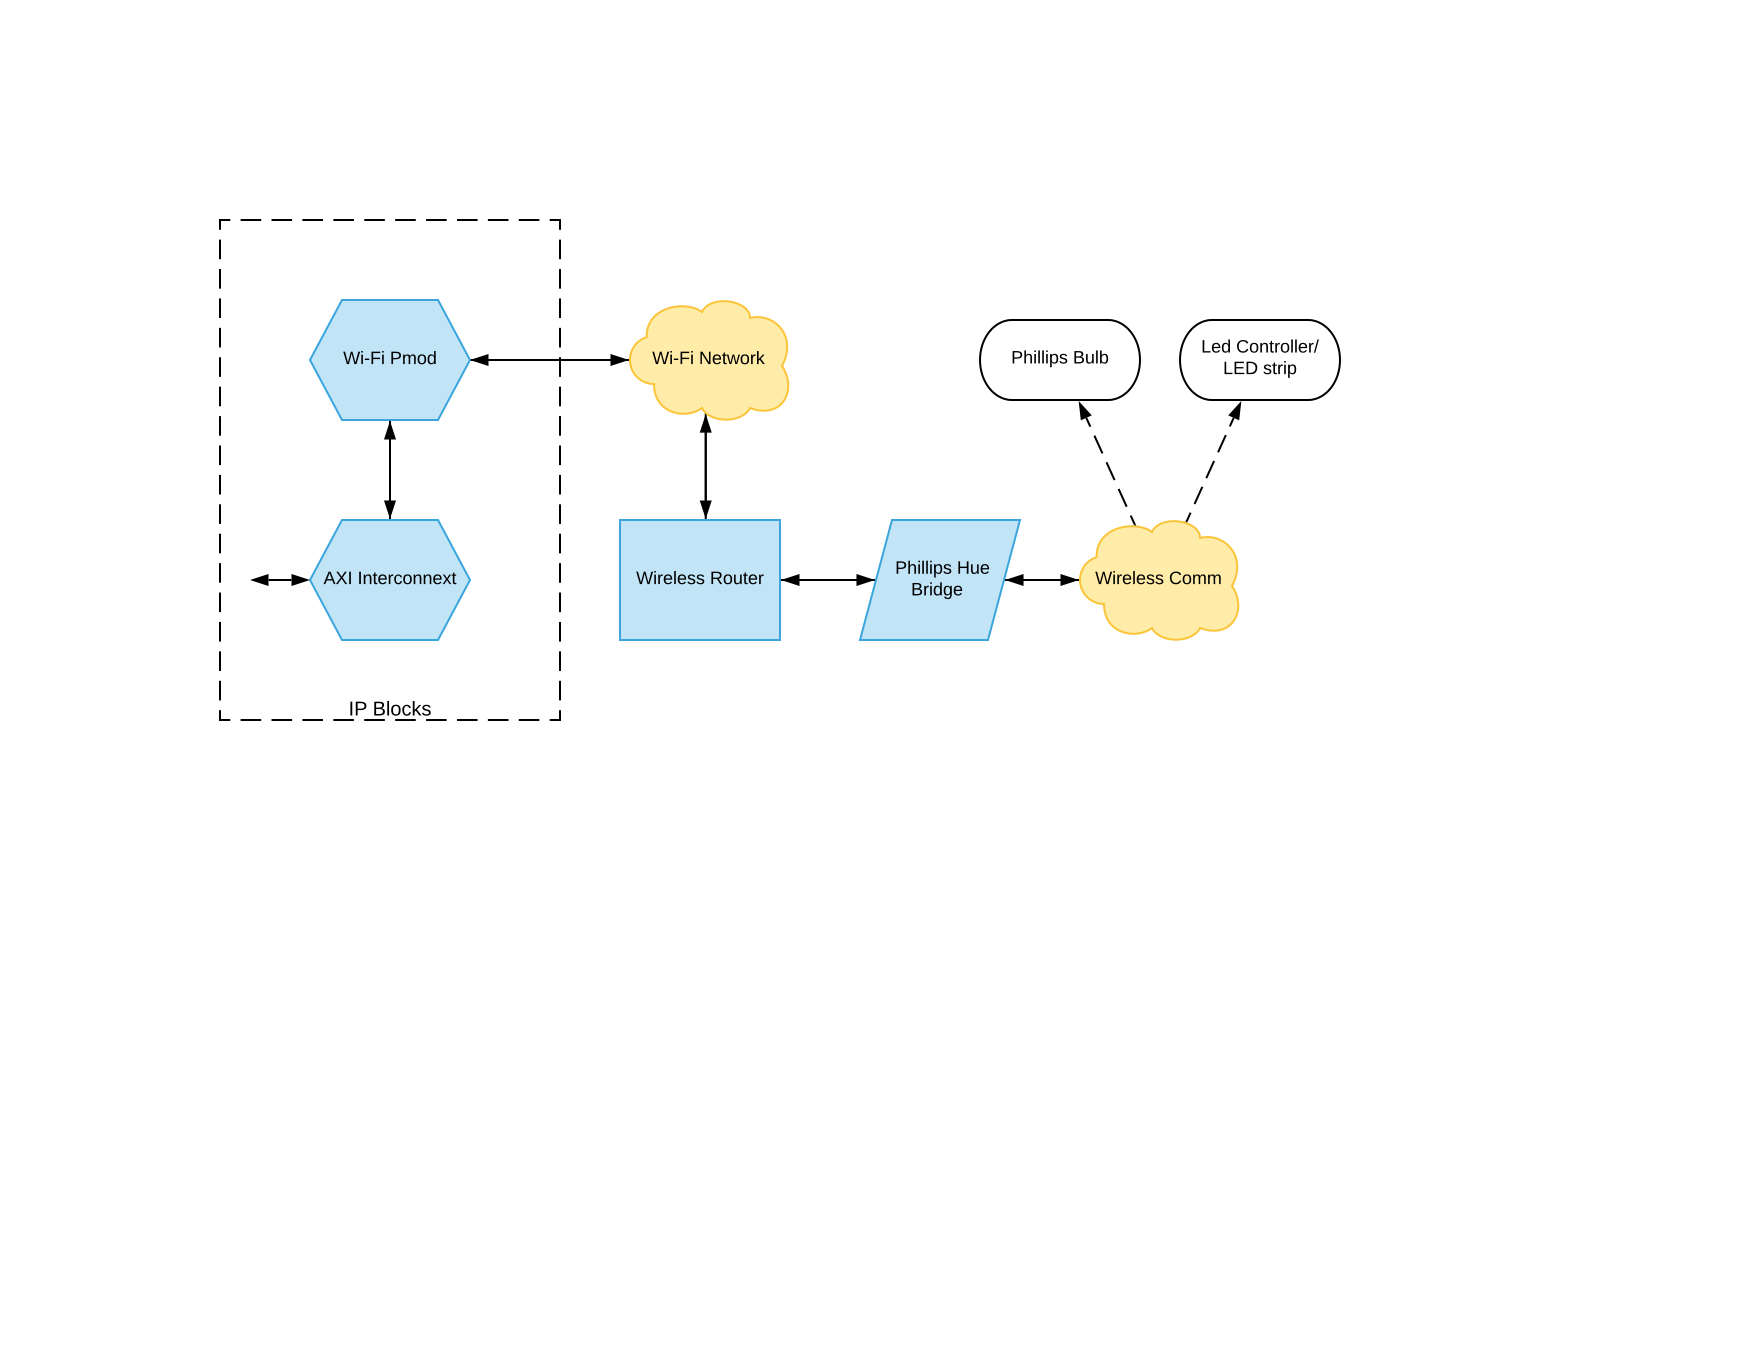 Wi-Fi Pmod
Wi-Fi Network
Phillips Bulb
Led Controller/
LED strip
AXI Interconnext
Wireless Router
Phillips Hue
Bridge
Wireless Comm
IP Blocks